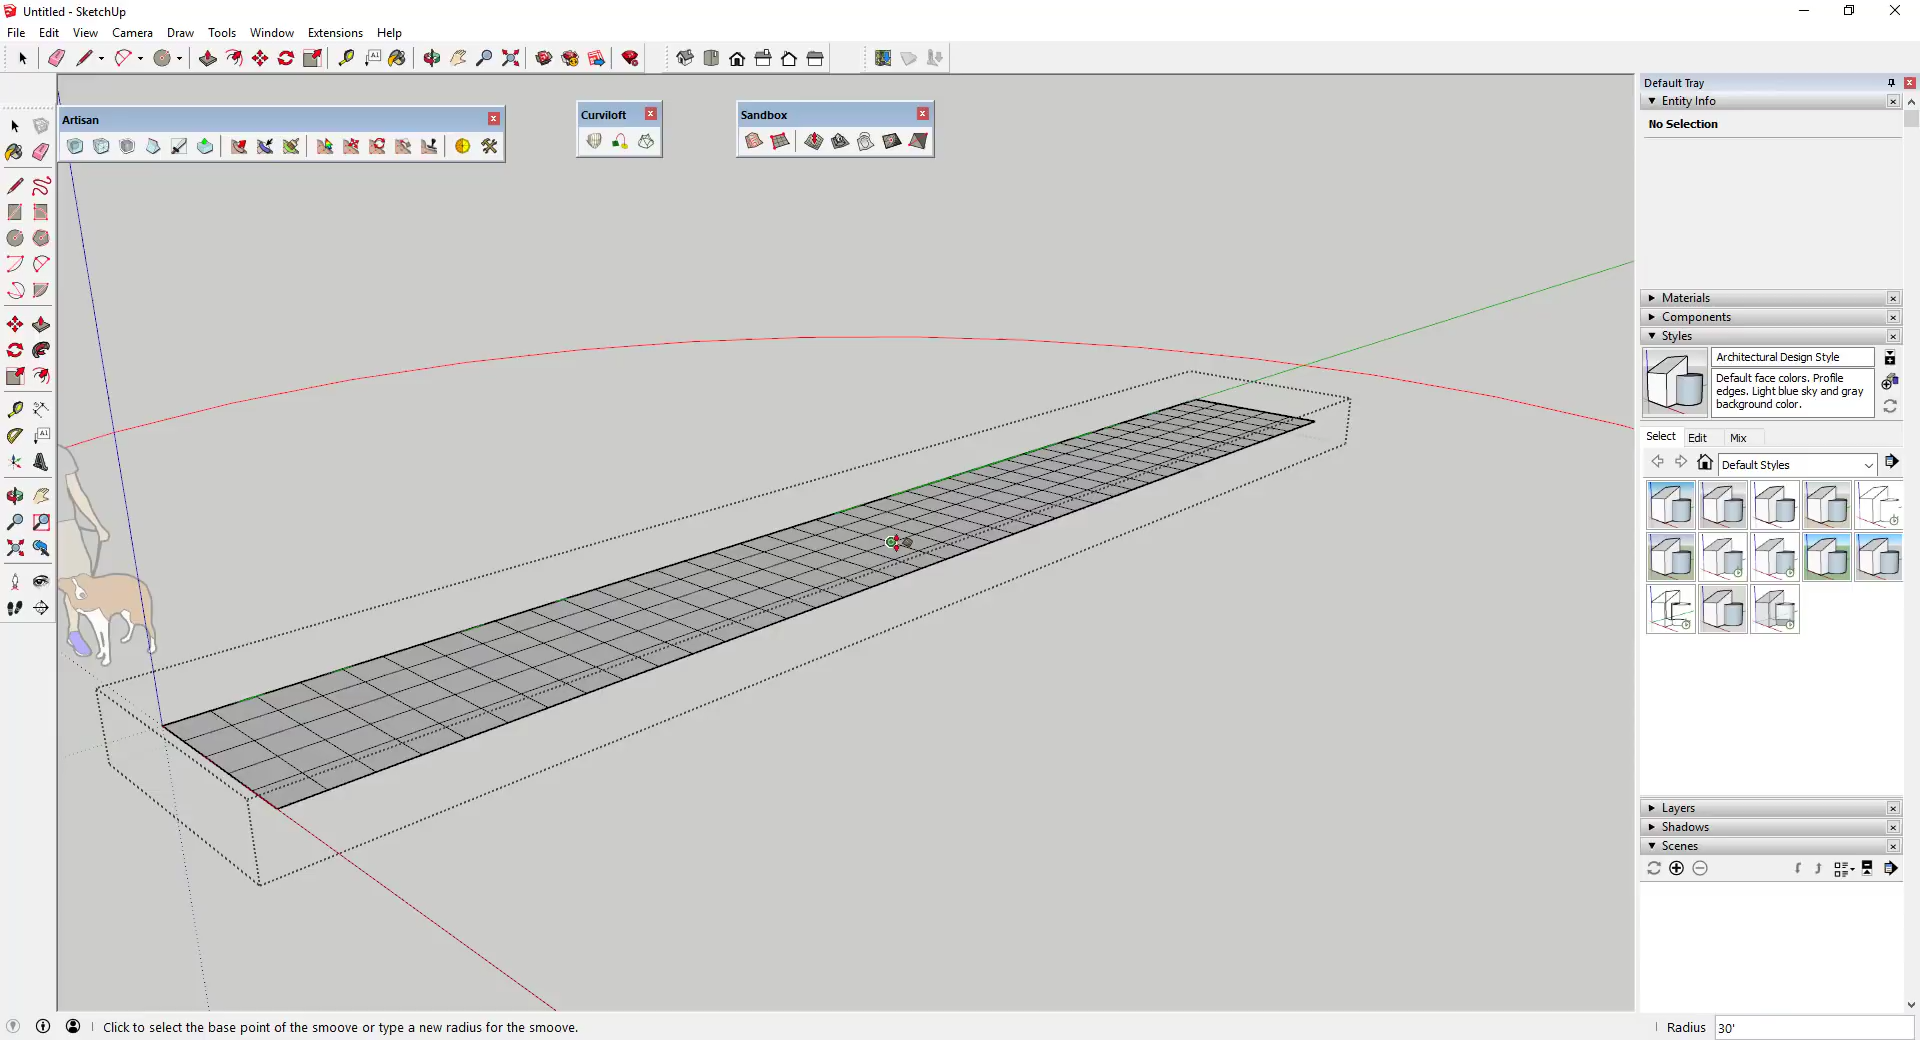 Untitled - SketchUp
File Edit View Camera Draw Tools Window Extensions Help
Default Tray
Entity Info
No Selection
Artisan
Curviloft
Sandbox
Materials
Components
Styles
Architectural Design Style
Default face colors. Profile
edges. Light blue sky and gray
background color.
Select Edit Mix
Default Styles
Layers
Shadows
Scenes
Click to select the base point of the smoove or type a new radius for the smoove.
Radius 30'